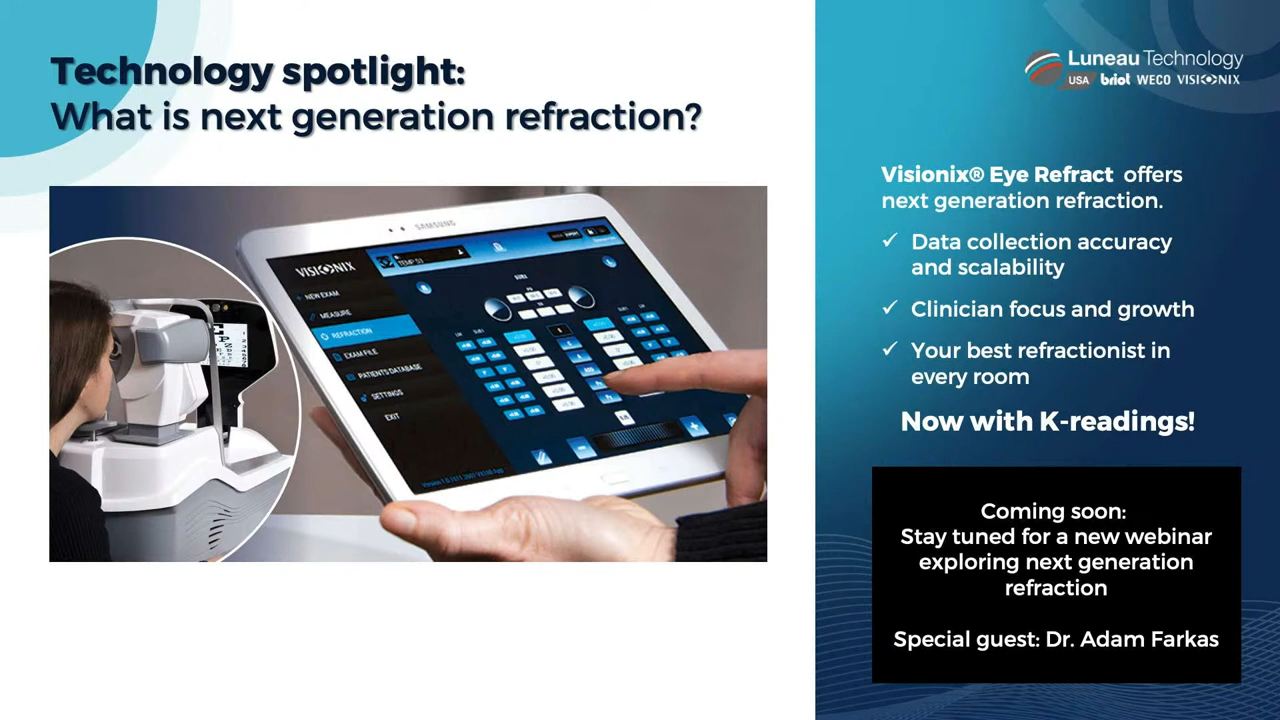 Technology spotlight:
What is next generation refraction?
Luneau Technology
USA briot WECO VISIONIX
Visionix® Eye Refract offers
next generation refraction.
✓ Data collection accuracy
and scalability
✓ Clinician focus and growth
✓ Your best refractionist in
every room
Now with K-readings!
Coming soon:
Stay tuned for a new webinar
exploring next generation
refraction
Special guest: Dr. Adam Farkas
SAMSUNG
VISIONIX
NEW EXAM
MEASURE
REFRACTION
EXAM FILE
PATIENTS DATABASE
SETTINGS
EXIT